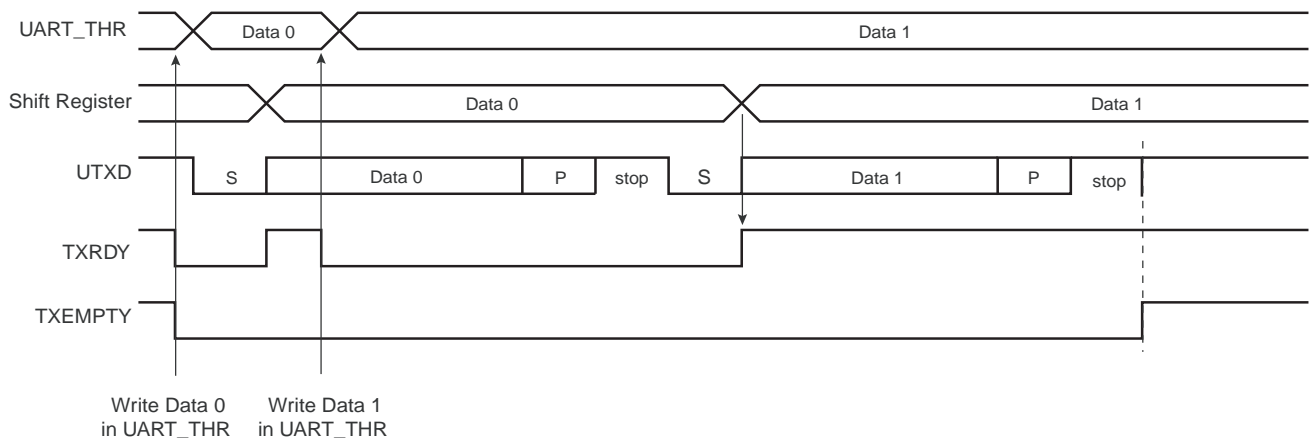 UART_THR
Data 0
Data 1
Shift Register
Data 0
Data 1
UTXD
S
Data 0
P
stop
S
Data 1
P
stop
TXRDY
TXEMPTY
Write Data 0
in UART_THR
Write Data 1
in UART_THR